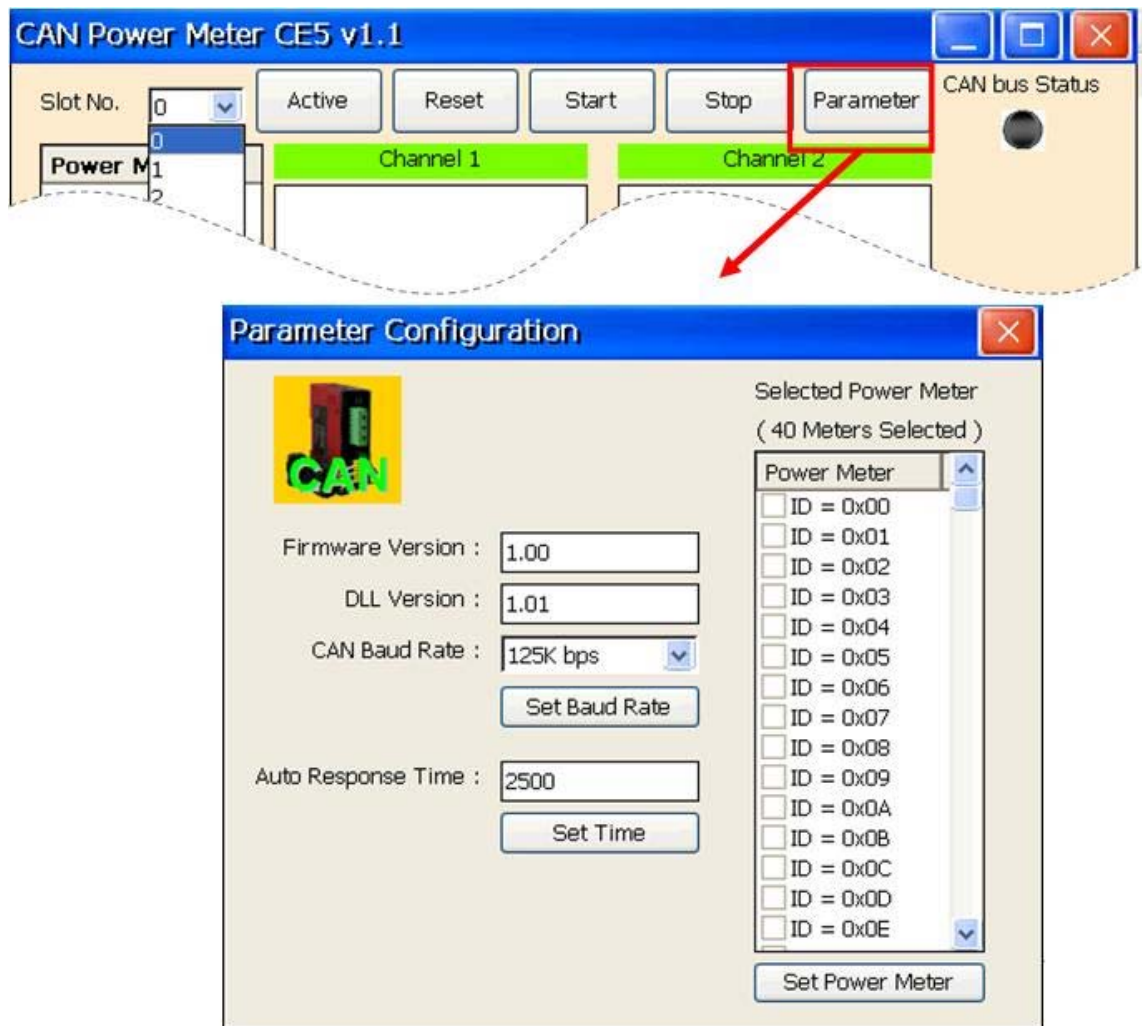 CAN Power Meter CE5 v1.1
Slot No. 0 Active Reset Start Stop Parameter CAN bus Status
0
1
2
Power M Channel 1 Channel 2
Parameter Configuration
CAN
Selected Power Meter
( 40 Meters Selected )
Power Meter
ID = 0x00
ID = 0x01
ID = 0x02
ID = 0x03
ID = 0x04
ID = 0x05
ID = 0x06
ID = 0x07
ID = 0x08
ID = 0x09
ID = 0x0A
ID = 0x0B
ID = 0x0C
ID = 0x0D
ID = 0x0E
Set Power Meter
Firmware Version : 1.00
DLL Version : 1.01
CAN Baud Rate : 125K bps
Set Baud Rate
Auto Response Time : 2500
Set Time